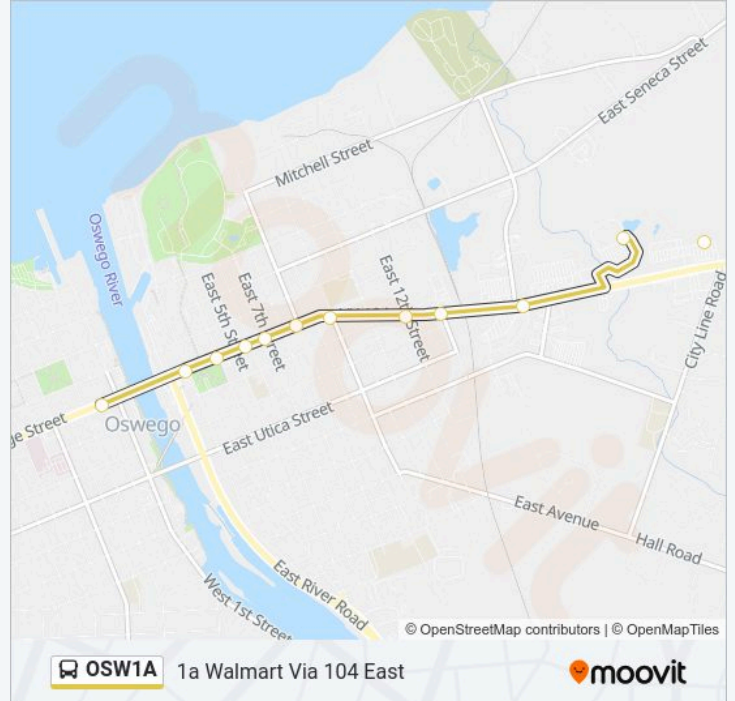 East Seneca Street
Mitchell Street
Oswego River
East 5th Street
East 7th Street
East 12th Street
City Line Road
ge Street
Oswego
East Utica Street
East Avenue
Hall Road
East River Road
West 1st Street
© OpenStreetMap contributors | © OpenMapTiles
OSW1A 1a Walmart Via 104 East moovit
moovit